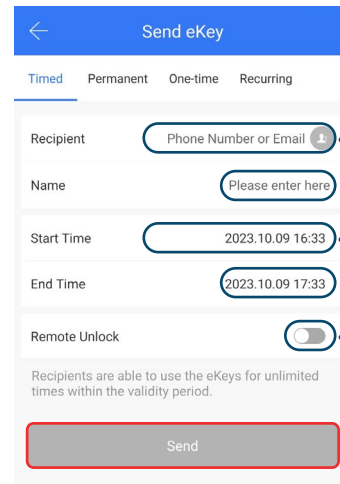 Send eKey
Timed Permanent One-time Recurring
Recipient Phone Number or Email
Name Please enter here
Start Time 2023.10.09 16:33
End Time 2023.10.09 17:33
Remote Unlock
Recipients are able to use the eKeys for unlimited
times within the validity period.
Send